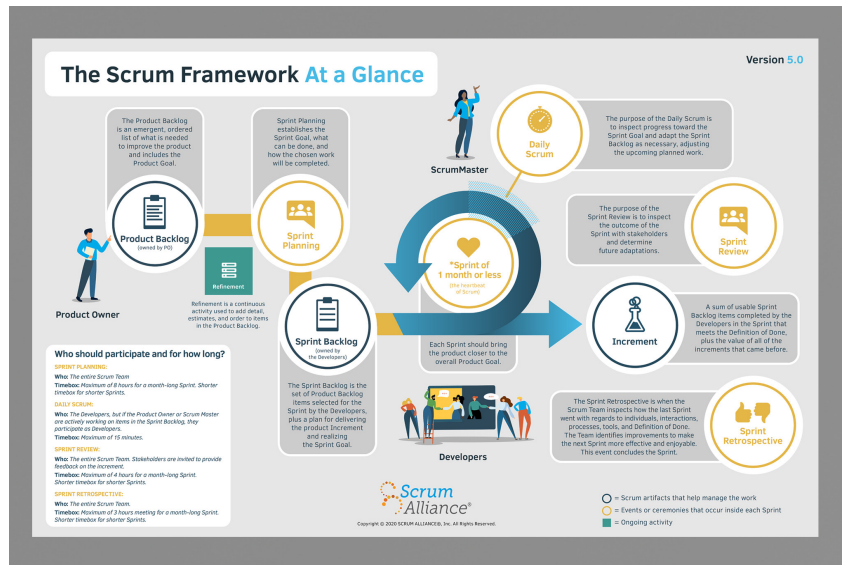 The Scrum Framework At a Glance
Version 5.0
The Product Backlog
is an emergent, ordered
list of what is needed
to improve the product
and includes the
Product Goal.
Sprint Planning
establishes the
Sprint Goal, what
can be done, and
how the chosen work
will be completed.
ScrumMaster
Daily
Scrum
The purpose of the Daily Scrum is
to inspect progress toward the
Sprint Goal and adapt the Sprint
Backlog as necessary, adjusting
the upcoming planned work.
Product Backlog
(owned by PO)
Sprint
Planning
The purpose of the
Sprint Review is to inspect
the outcome of the
Sprint with stakeholders
and determine
future adaptations.
Sprint
Review
*Sprint of
1 month or less
(the heartbeat
of Scrum)
Refinement
Product Owner
Refinement is a continuous
activity used to add detail,
estimates, and order to items
in the Product Backlog.
Sprint Backlog
(owned by
the Developers)
Each Sprint should bring
the product closer to the
overall Product Goal.
Increment
A sum of usable Sprint
Backlog items completed by the
Developers in the Sprint that
meets the Definition of Done,
plus the value of all of the
increments that came before.
Who should participate and for how long?
SPRINT PLANNING:
Who: The entire Scrum Team
Timebox: Maximum of 8 hours for a month-long Sprint. Shorter
timebox for shorter Sprints.
DAILY SCRUM:
Who: The Developers, but if the Product Owner or Scrum Master
are actively working on items in the Sprint Backlog, they
participate as Developers.
Timebox: Maximum of 15 minutes.
SPRINT REVIEW:
Who: The entire Scrum Team. Stakeholders are invited to provide
feedback on the increment.
Timebox: Maximum of 4 hours for a month-long Sprint.
Shorter timebox for shorter Sprints.
SPRINT RETROSPECTIVE:
Who: The entire Scrum Team.
Timebox: Maximum of 3 hours meeting for a month-long Sprint.
Shorter timebox for shorter Sprints.
The Sprint Backlog is the
set of Product Backlog
items selected for the
Sprint by the Developers,
plus a plan for delivering
the product Increment
and realizing
the Sprint Goal.
Developers
The Sprint Retrospective is when the
Scrum Team inspects how the last Sprint
went with regards to individuals, interactions,
processes, tools, and Definition of Done.
The Team identifies improvements to make
the next Sprint more effective and enjoyable.
This event concludes the Sprint.
Sprint
Retrospective
Scrum
Alliance®
Copyright © 2020 SCRUM ALLIANCE®, Inc. All Rights Reserved.
= Scrum artifacts that help manage the work
= Events or ceremonies that occur inside each Sprint
= Ongoing activity